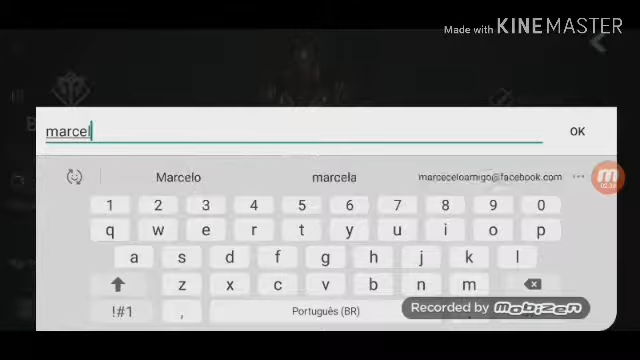 Made with KINEMASTER
marcel
OK
Marcelo marcela marceceloamigo@facebook.com ...
1 2 3 4 5 6 7 8 9 0
q w e r t y u i o p
a s d f g h j k l
z x c v b n m
!#1 , Português (BR)
Recorded by MOBIZEN